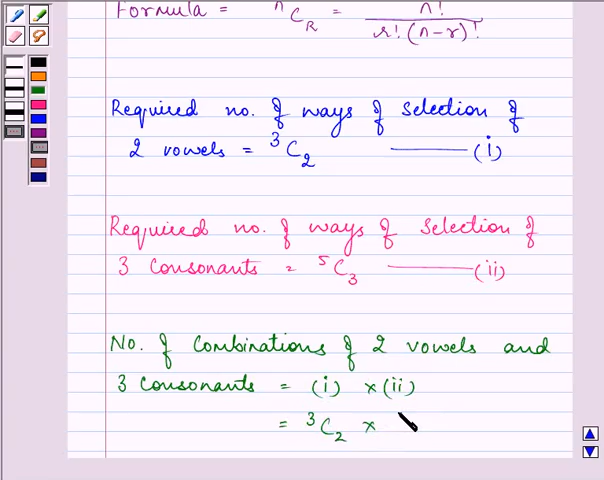 Formula = ⁿC_R = n! / r!(n-r)!
Required no. of ways of selection of
2 vowels = ³C₂ ——— (i)
Required no. of ways of selection of
3 consonants = ⁵C₃ ——— (ii)
No. of combinations of 2 vowels and
3 consonants = (i) × (ii)
= ³C₂ ×